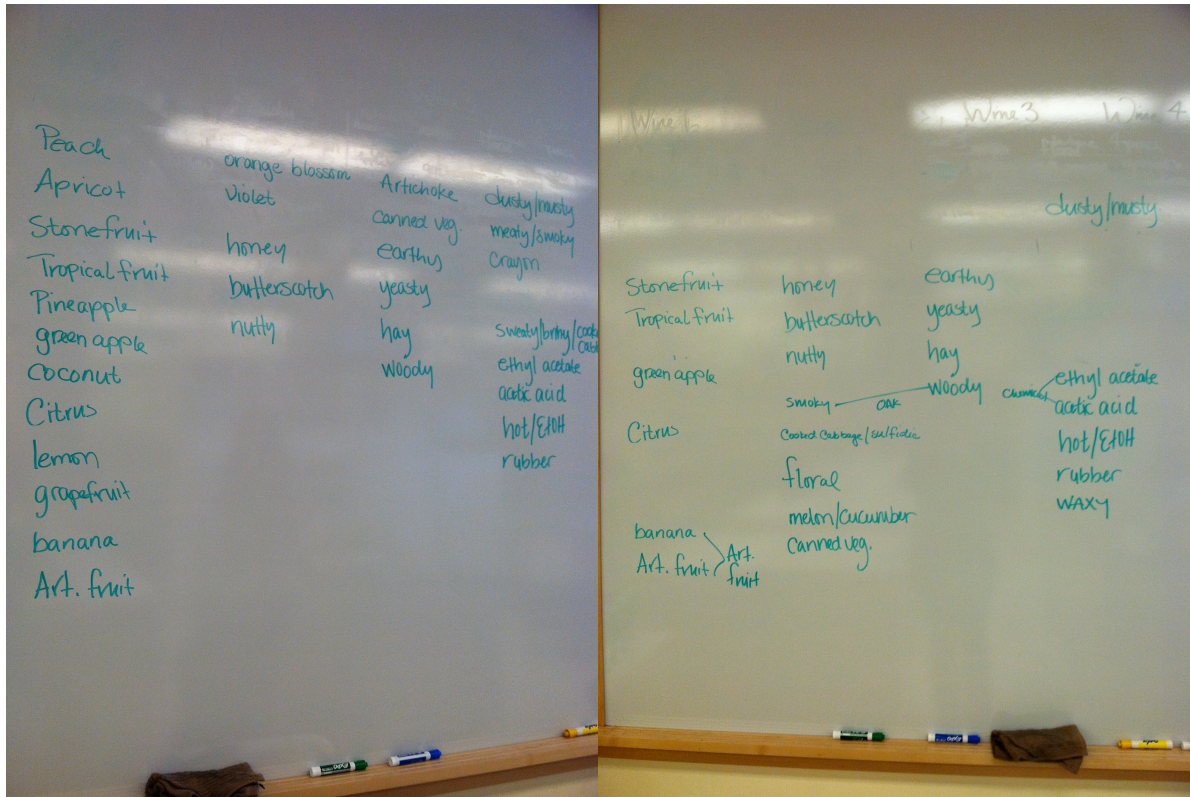 Peach
Apricot
Stonefruit
Tropical fruit
Pineapple
green apple
coconut
Citrus
lemon
grapefruit
banana
Art. fruit
orange blossom
violet
honey
butterscotch
nutty
Artichoke
canned veg.
earthy
yeasty
hay
woody
dusty/musty
meaty/smoky
crayon
sweaty/briny/
ethyl acetate
acetic acid
hot/EtOH
rubber
Wine 3
Wine 4
Stonefruit
Tropical fruit
green apple
Citrus
banana
Art. fruit
Art.
fruit
honey
butterscotch
nutty
smoky
OAK
Cooked Cabbage/sulfidic
floral
melon/cucumber
Canned veg.
earthy
yeasty
hay
woody
dusty/musty
chemical
ethyl acetate
acetic acid
hot/EtOH
rubber
WAXY